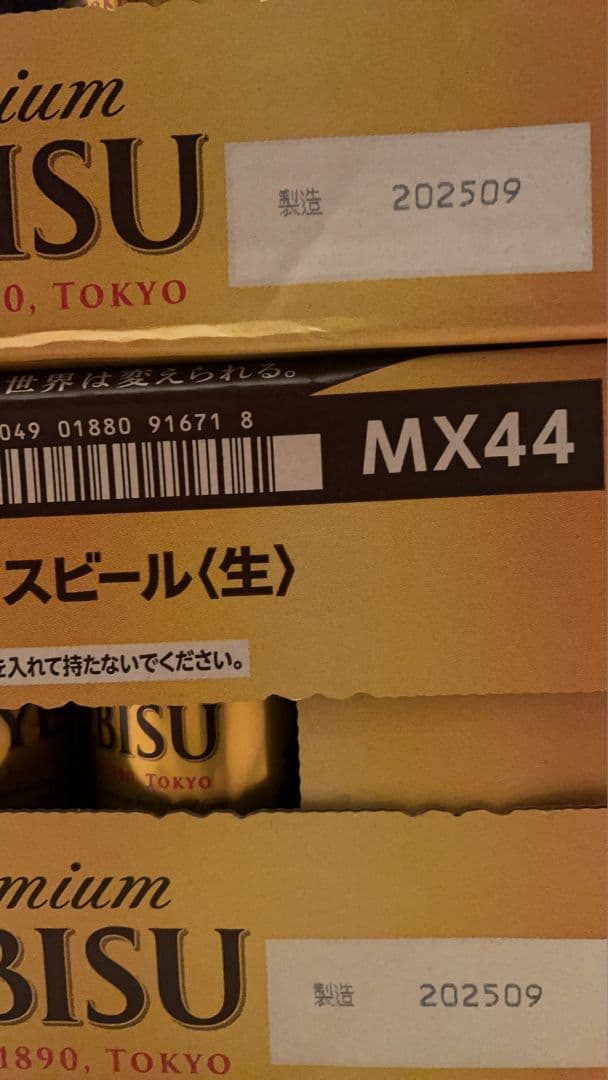 ium
ISU
製造 202509
0, TOKYO
世界は変えられる。
049 01880 91671 8
MX44
スビール〈生〉
を入れて持たないでください。
BISU
TOKYO
mium
BISU
製造 202509
1890, TOKYO